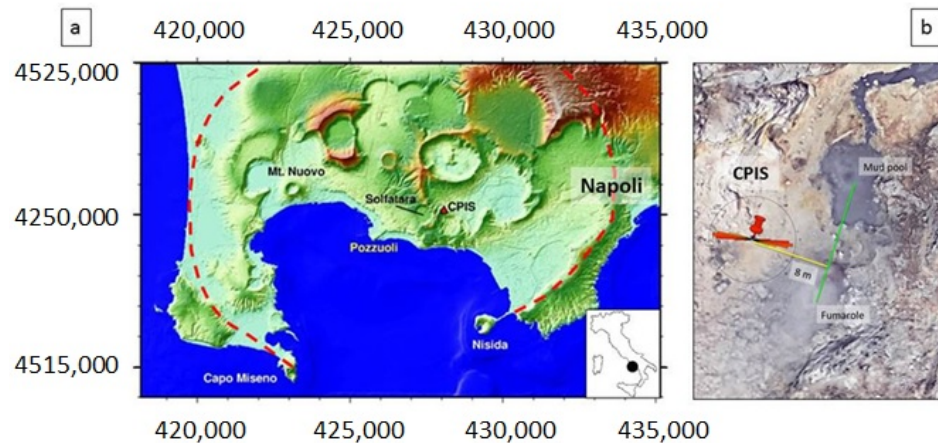 a
420,000 425,000 430,000 435,000
b
4525,000
4250,000
4515,000
Mt. Nuovo
Solfatara
CPIS
Pozzuoli
Napoli
Nisida
Capo Miseno
420,000 425,000 430,000 435,000
Mud pool
CPIS
8 m
Fumarole